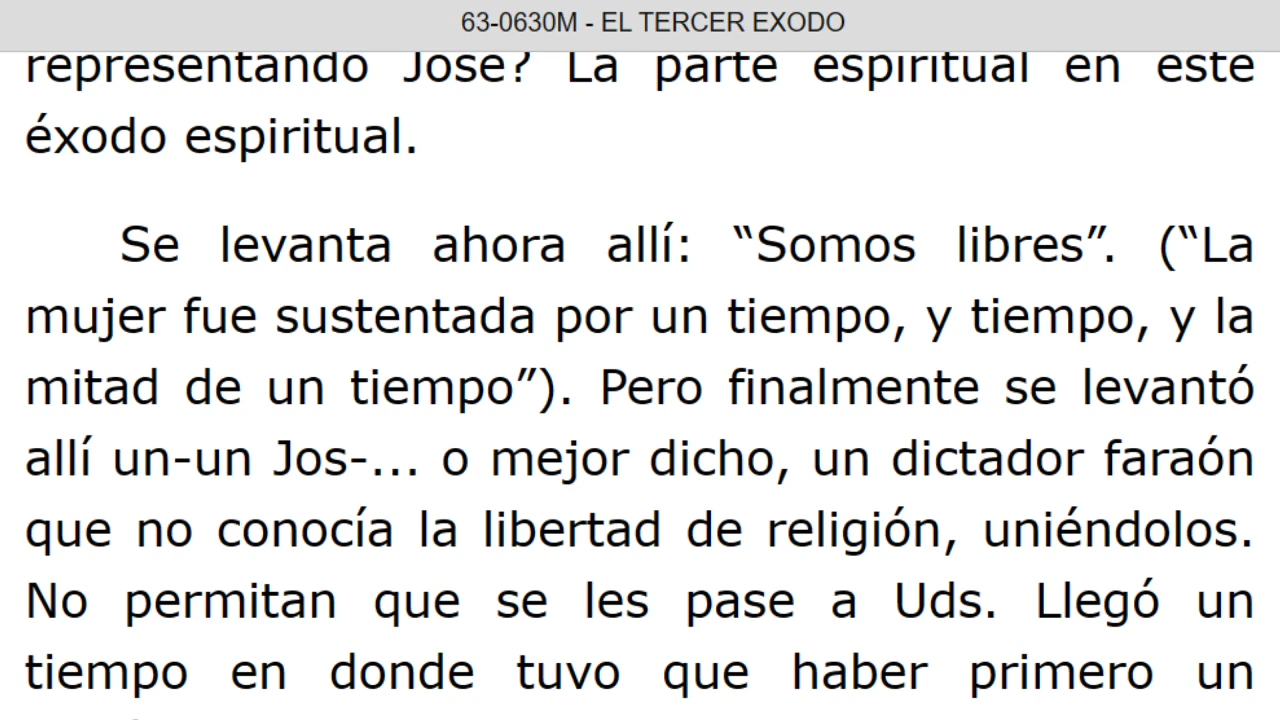 63-0630M - EL TERCER EXODO
representando José? La parte espiritual en este
éxodo espiritual.
Se levanta ahora allí: “Somos libres”. (“La
mujer fue sustentada por un tiempo, y tiempo, y la
mitad de un tiempo”). Pero finalmente se levantó
allí un-un Jos-... o mejor dicho, un dictador faraón
que no conocía la libertad de religión, uniéndolos.
No permitan que se les pase a Uds. Llegó un
tiempo en donde tuvo que haber primero un